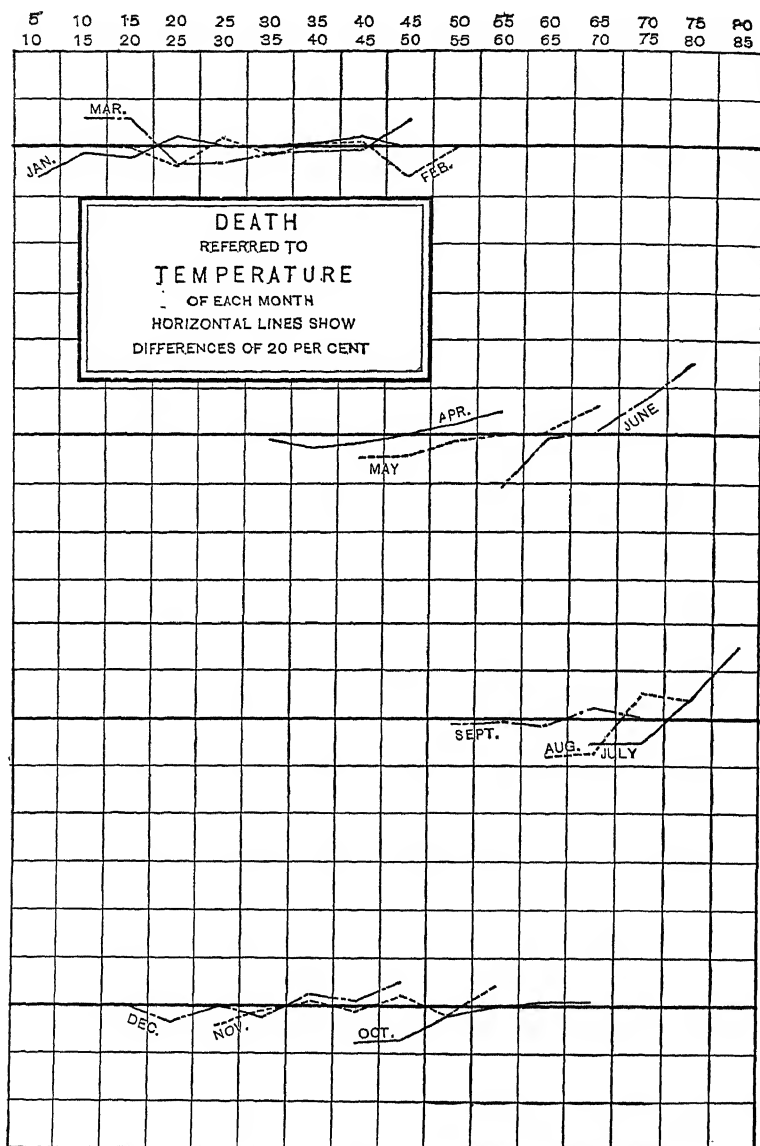 5 10 15 20 25 30 35 40 45 50 55 60 65 70 75 80
10 15 20 25 30 35 40 45 50 55 60 65 70 75 80 85
MAR.
JAN.
FEB.
DEATH
REFERRED TO
TEMPERATURE
OF EACH MONTH
HORIZONTAL LINES SHOW
DIFFERENCES OF 20 PER CENT
APR.
MAY
JUNE
SEPT.
AUG.
JULY
DEC.
NOV.
OCT.